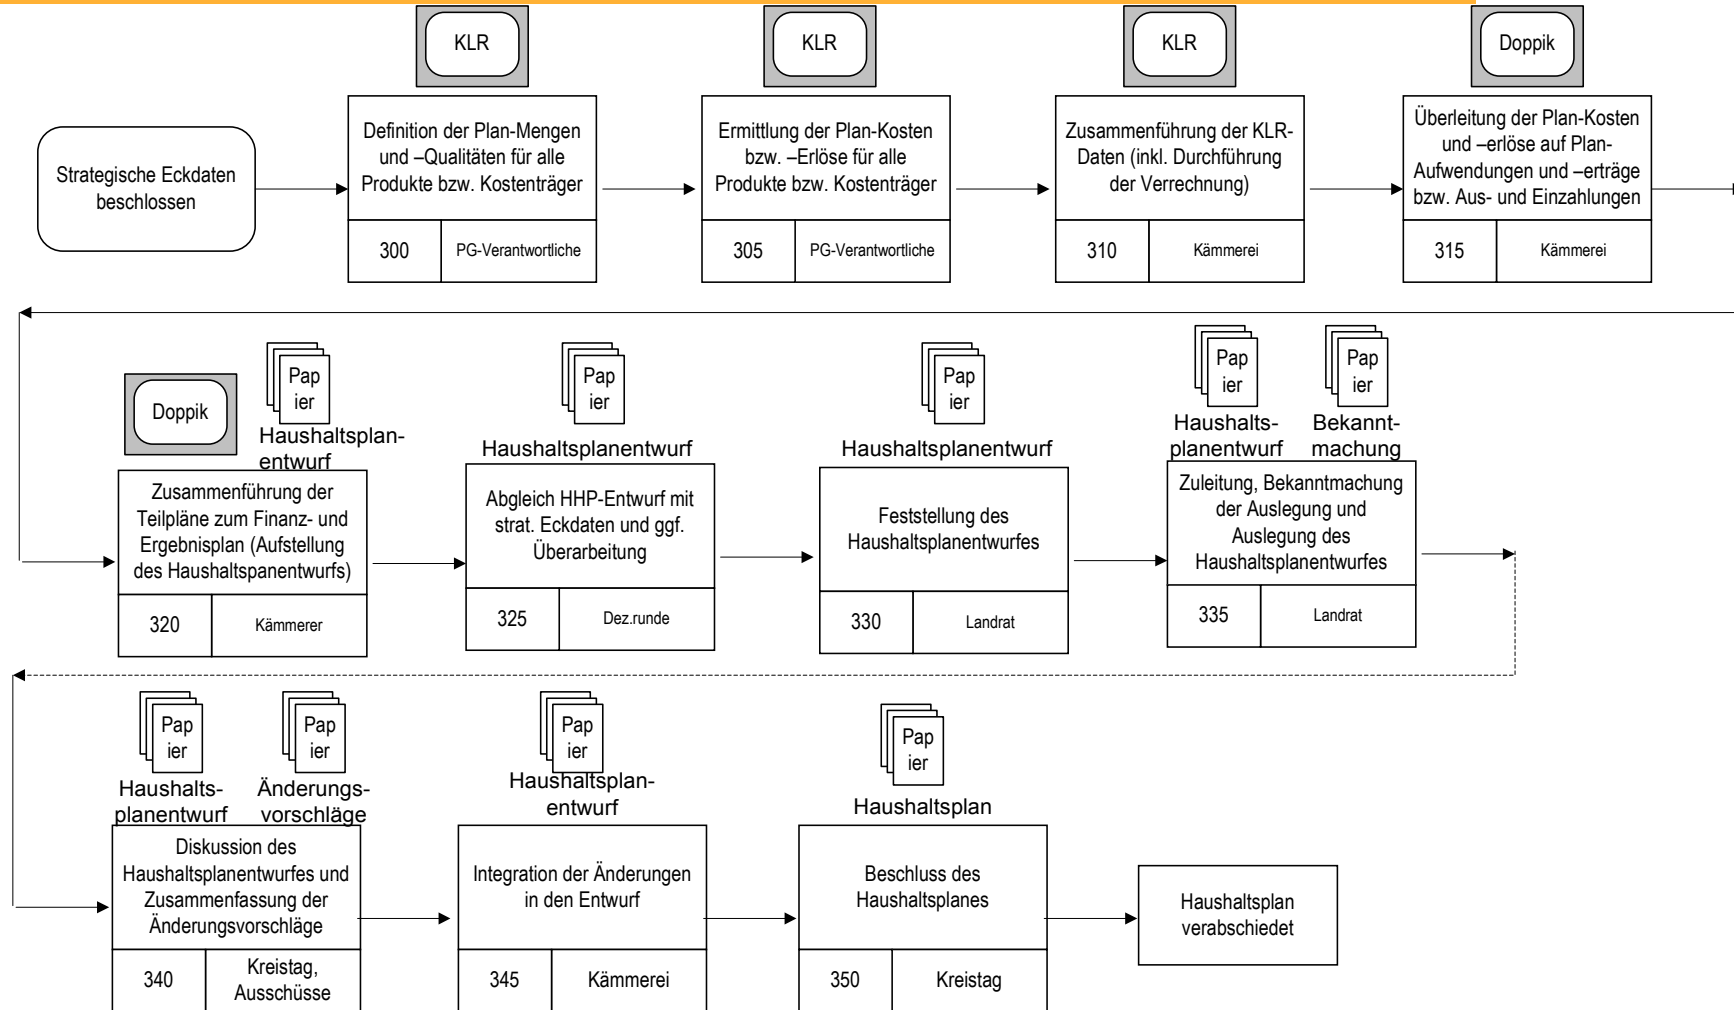 KLR
KLR
KLR
Doppik
Strategische Eckdaten
beschlossen
Definition der Plan-Mengen
und –Qualitäten für alle
Produkte bzw. Kostenträger
300
PG-Verantwortliche
Ermittlung der Plan-Kosten
bzw. –Erlöse für alle
Produkte bzw. Kostenträger
305
PG-Verantwortliche
Zusammenführung der KLR-
Daten (inkl. Durchführung
der Verrechnung)
310
Kämmerei
Überleitung der Plan-Kosten
und –erlöse auf Plan-
Aufwendungen und –erträge
bzw. Aus- und Einzahlungen
315
Kämmerei
Doppik
Pap
ier
Haushaltsplan-
entwurf
Zusammenführung der
Teilpläne zum Finanz- und
Ergebnisplan (Aufstellung
des Haushaltspanentwurfs)
320
Kämmerer
Pap
ier
Haushaltsplanentwurf
Abgleich HHP-Entwurf mit
strat. Eckdaten und ggf.
Überarbeitung
325
Dez.runde
Pap
ier
Haushaltsplanentwurf
Feststellung des
Haushaltsplanentwurfes
330
Landrat
Pap
ier
Haushalts-
planentwurf
Pap
ier
Bekannt-
machung
Zuleitung, Bekanntmachung
der Auslegung und
Auslegung des
Haushaltsplanentwurfes
335
Landrat
Pap
ier
Haushalts-
planentwurf
Pap
ier
Änderungs-
vorschläge
Diskussion des
Haushaltsplanentwurfes und
Zusammenfassung der
Änderungsvorschläge
340
Kreistag,
Ausschüsse
Pap
ier
Haushaltsplan-
entwurf
Integration der Änderungen
in den Entwurf
345
Kämmerei
Pap
ier
Haushaltsplan
Beschluss des
Haushaltsplanes
350
Kreistag
Haushaltsplan
verabschiedet